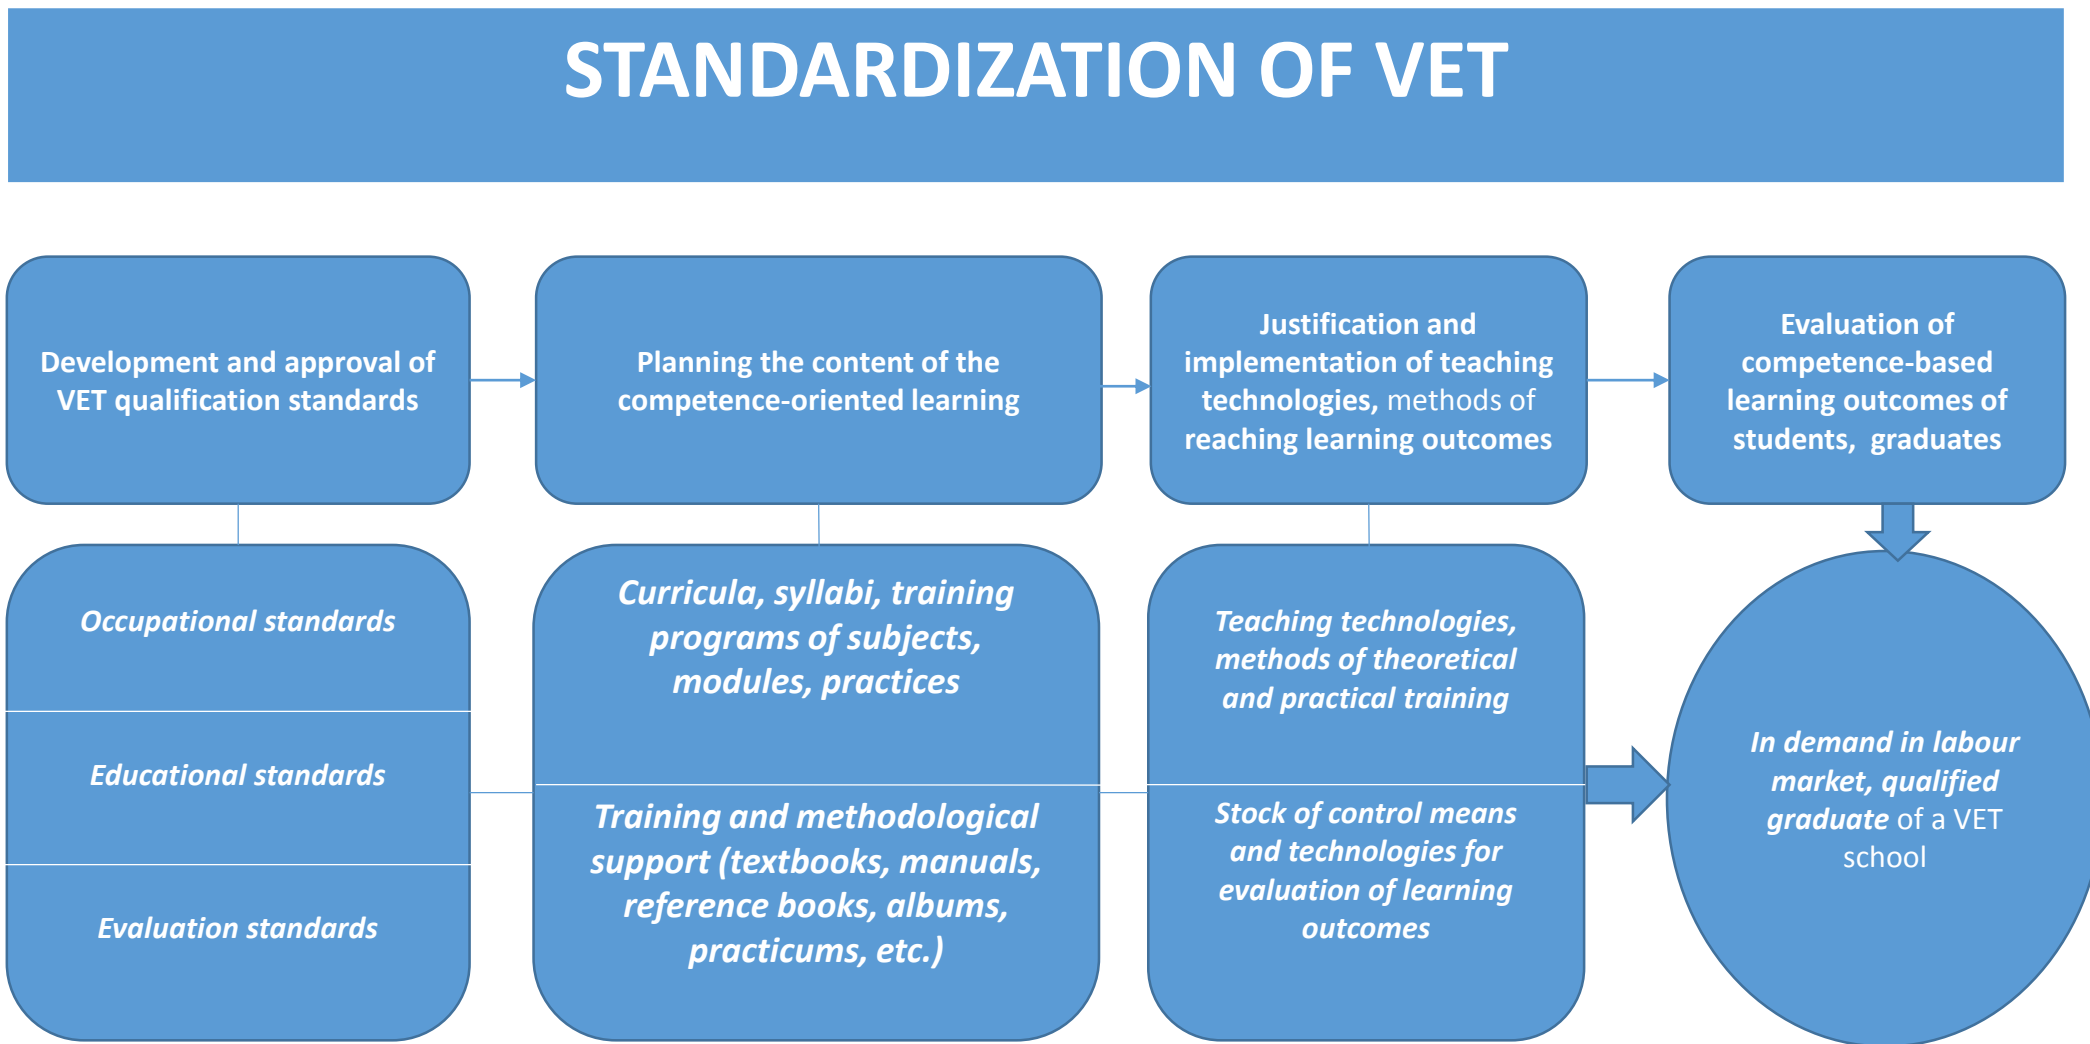 STANDARDIZATION OF VET
Development and approval of
VET qualification standards
Planning the content of the
competence-oriented learning
Justification and
implementation of teaching
technologies, methods of
reaching learning outcomes
Evaluation of
competence-based
learning outcomes of
students,  graduates
Occupational standards
Educational standards
Evaluation standards
Curricula, syllabi, training
programs of subjects,
modules, practices
Training and methodological
support (textbooks, manuals,
reference books, albums,
practicums, etc.)
Teaching technologies,
methods of theoretical
and practical training
Stock of control means
and technologies for
evaluation of learning
outcomes
In demand in labour
market, qualified
graduate of a VET
school